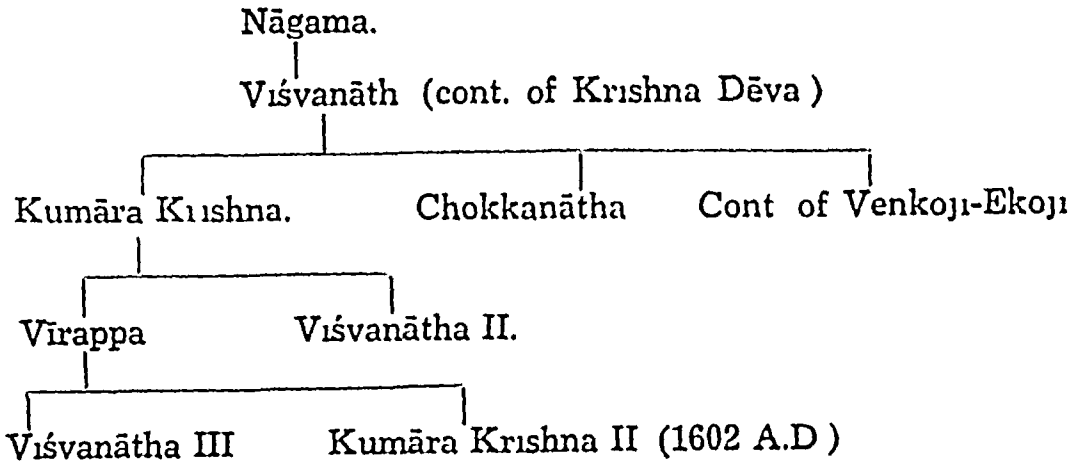 Nāgama.
Viśvanāth (cont. of Krishna Dēva)
Kumāra Krishna. Chokkanātha Cont of Venkoji-Ekoji
Vīrappa Viśvanātha II.
Viśvanātha III Kumāra Krishna II (1602 A.D)